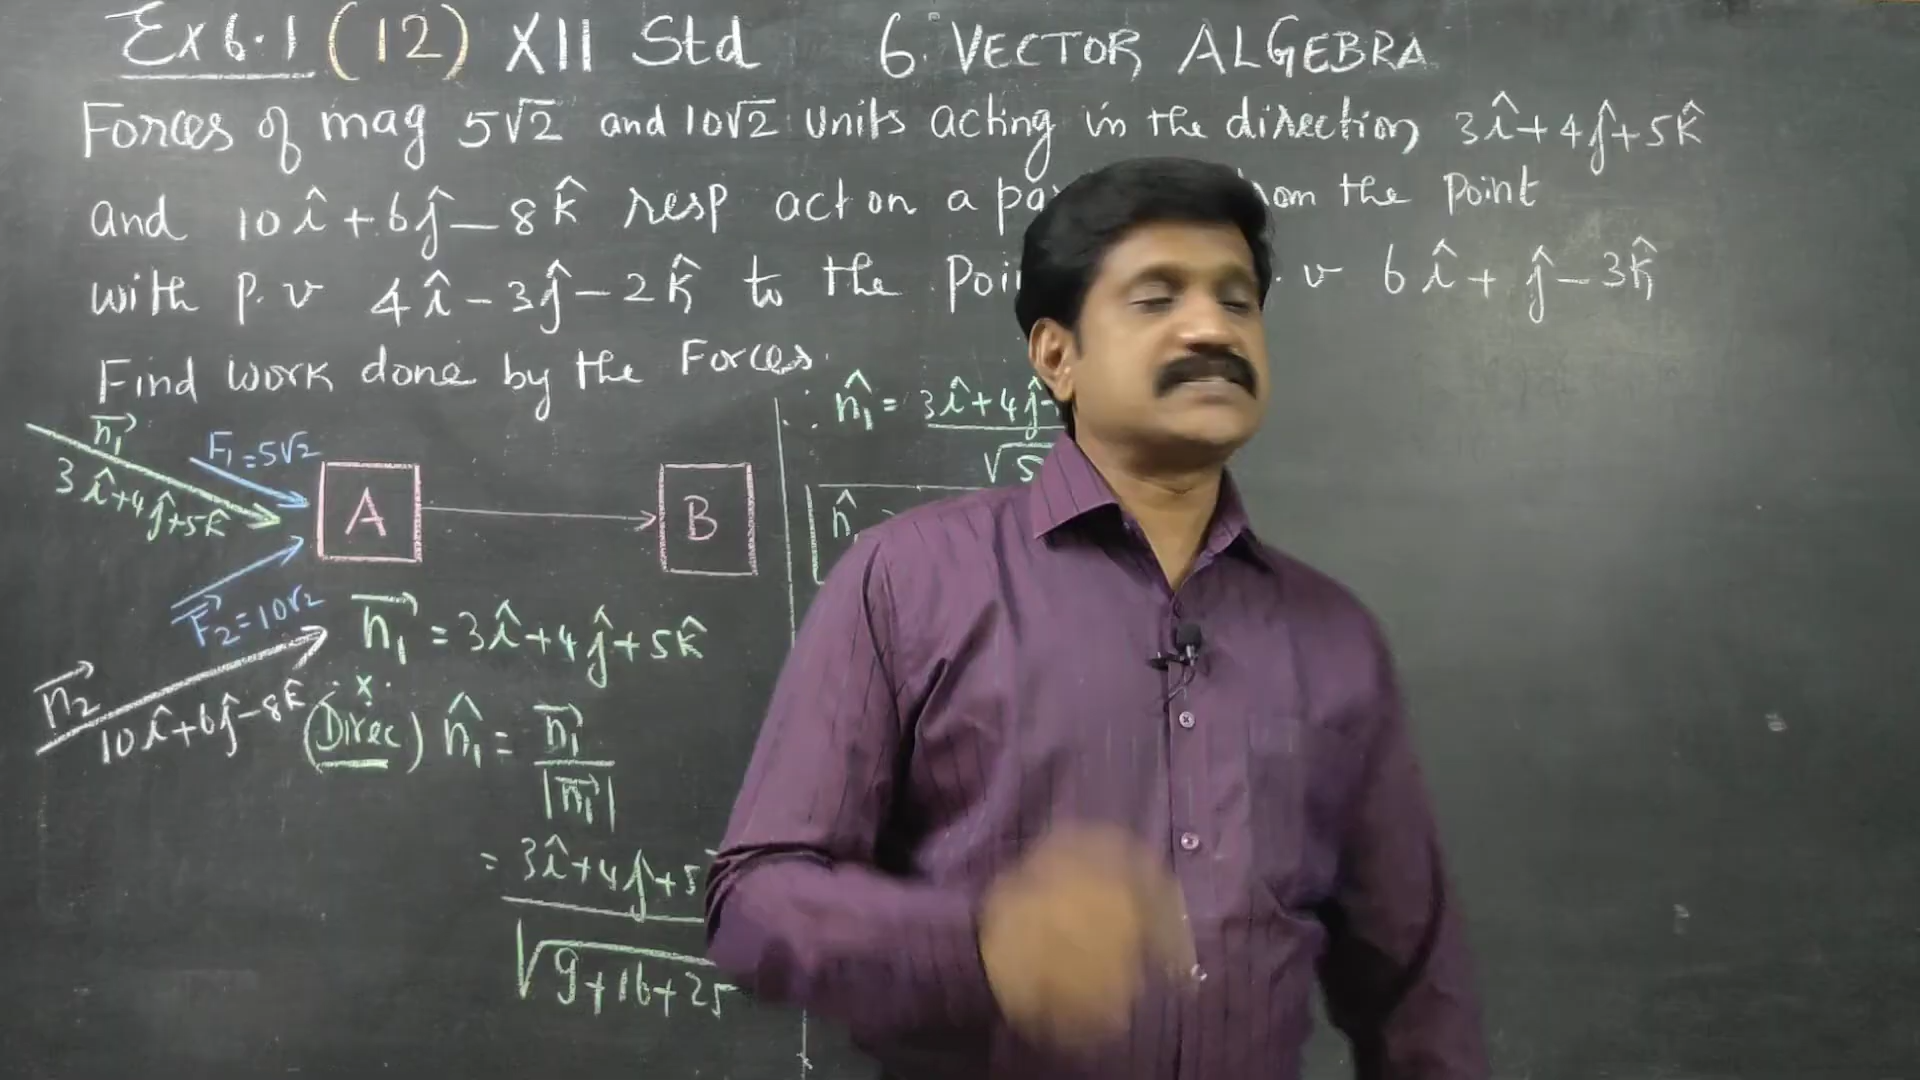 Ex 6.1 (12) XII Std 6. VECTOR ALGEBRA
Forces of mag 5√2 and 10√2 units acting in the direction 3î+4ĵ+5k̂
and 10î+6ĵ-8k̂ resp act on a the point
with p.v 4î-3ĵ-2k̂ to the v 6î+ĵ-3k̂
Find work done by the Forces.
n₁→
F₁=5√2
3î+4ĵ+5k̂
A
B
F₂→=10√2
n₂→
10î+6ĵ-8k̂
n₁→ = 3î+4ĵ+5k̂
(Direc) n̂₁ = n₁→/|n₁→|
= 3î+4ĵ+5
√9+16+25
∴ n̂₁ = 3î+4ĵ
√5
n̂